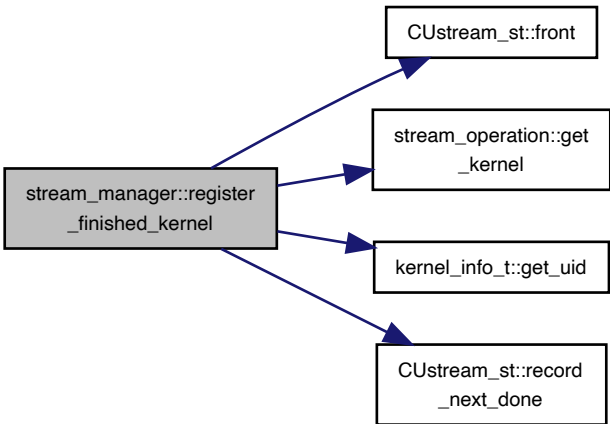 CUstream_st::front
stream_operation::get
_kernel
stream_manager::register
_finished_kernel
kernel_info_t::get_uid
CUstream_st::record
_next_done